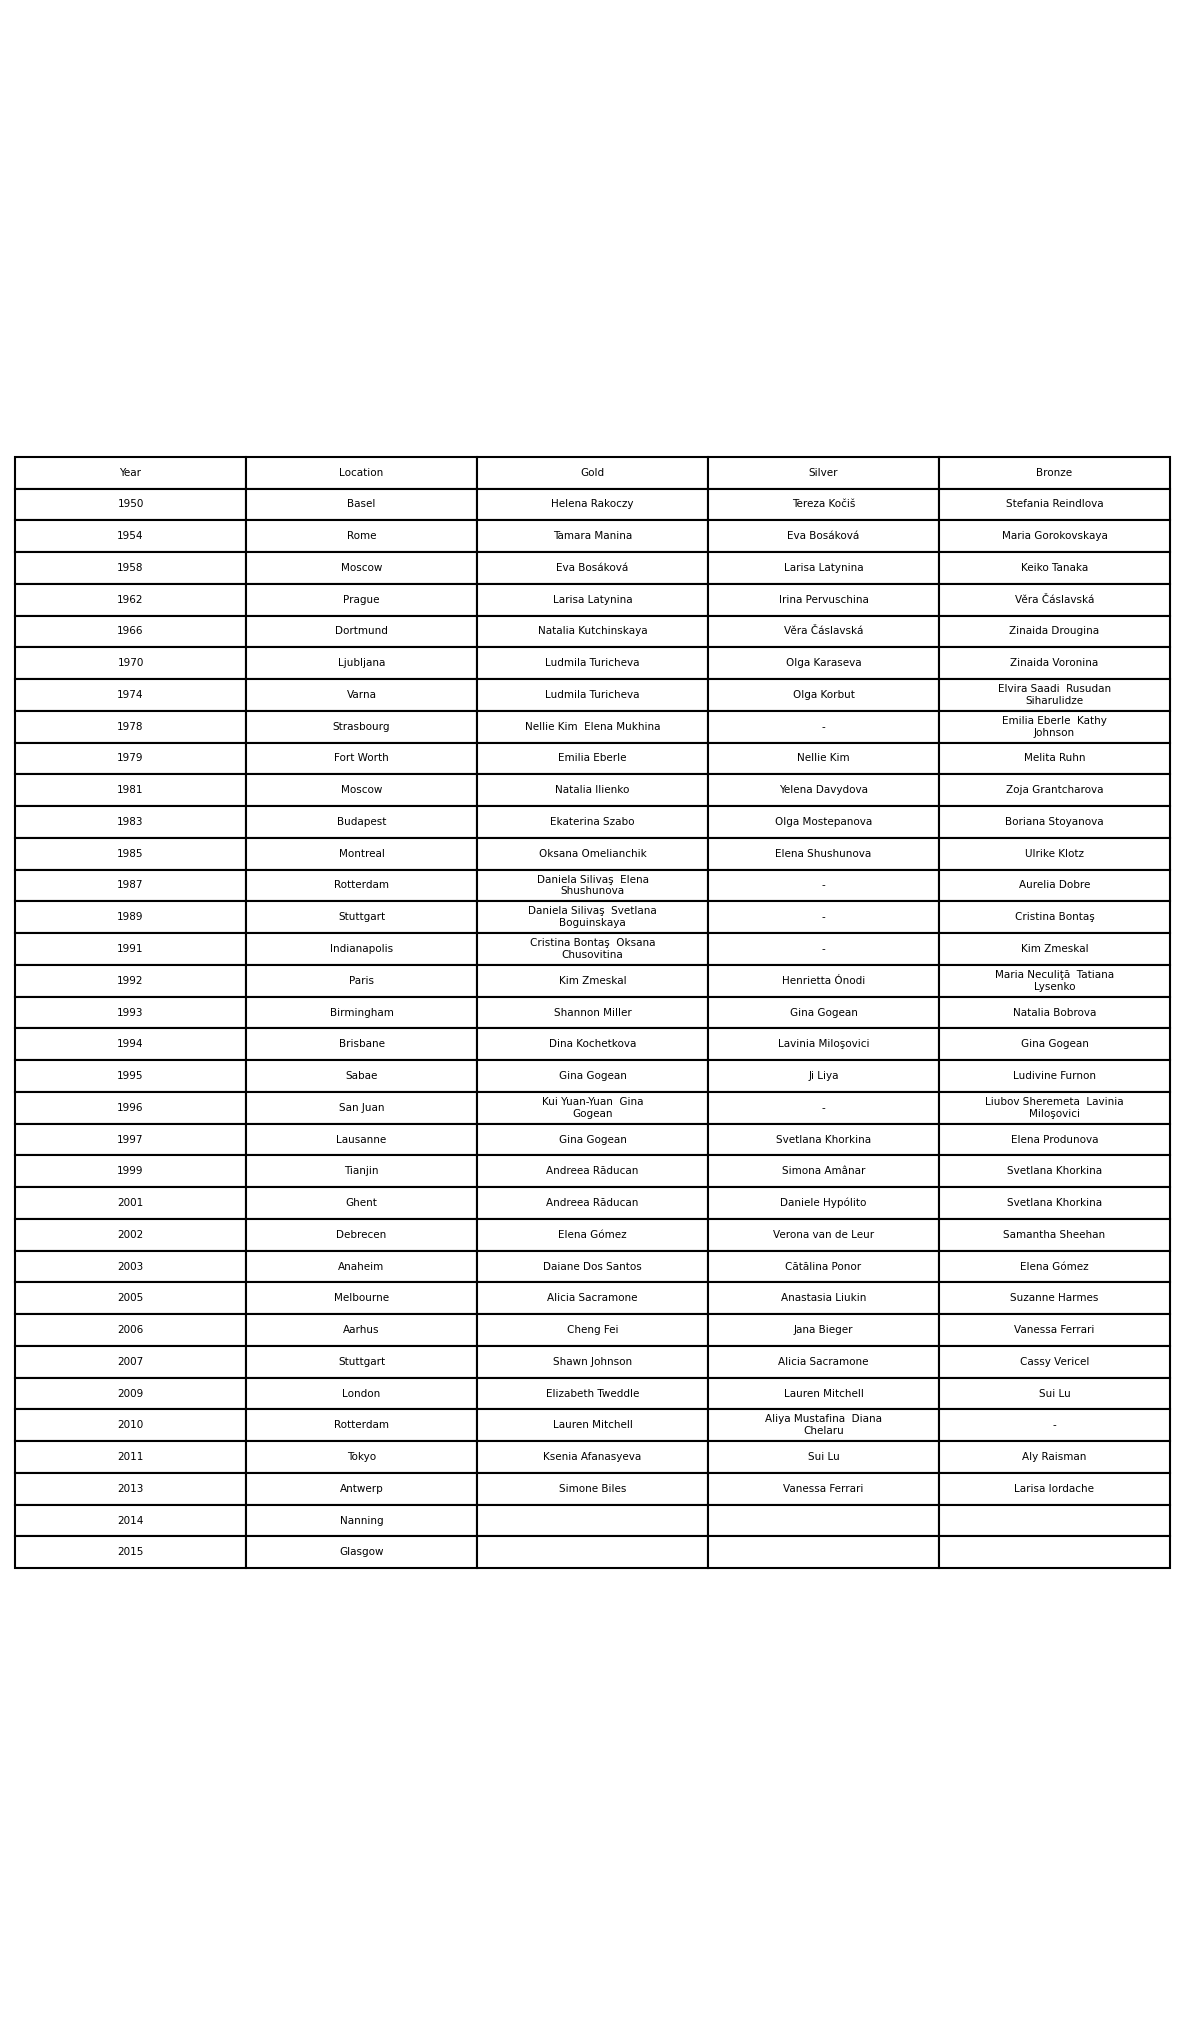 Year Location Gold Silver Bronze
1950 Basel Helena Rakoczy Tereza Kočiš Stefania Reindlova
1954 Rome Tamara Manina Eva Bosáková Maria Gorokovskaya
1958 Moscow Eva Bosáková Larisa Latynina Keiko Tanaka
1962 Prague Larisa Latynina Irina Pervuschina Věra Čáslavská
1966 Dortmund Natalia Kutchinskaya Věra Čáslavská Zinaida Drougina
1970 Ljubljana Ludmila Turicheva Olga Karaseva Zinaida Voronina
1974 Varna Ludmila Turicheva Olga Korbut Elvira Saadi  Rusudan
Siharulidze
1978 Strasbourg Nellie Kim  Elena Mukhina - Emilia Eberle  Kathy
Johnson
1979 Fort Worth Emilia Eberle Nellie Kim Melita Ruhn
1981 Moscow Natalia Ilienko Yelena Davydova Zoja Grantcharova
1983 Budapest Ekaterina Szabo Olga Mostepanova Boriana Stoyanova
1985 Montreal Oksana Omelianchik Elena Shushunova Ulrike Klotz
1987 Rotterdam Daniela Silivaş  Elena
Shushunova - Aurelia Dobre
1989 Stuttgart Daniela Silivaş  Svetlana
Boguinskaya - Cristina Bontaş
1991 Indianapolis Cristina Bontaş  Oksana
Chusovitina - Kim Zmeskal
1992 Paris Kim Zmeskal Henrietta Ónodi Maria Neculiţă  Tatiana
Lysenko
1993 Birmingham Shannon Miller Gina Gogean Natalia Bobrova
1994 Brisbane Dina Kochetkova Lavinia Miloşovici Gina Gogean
1995 Sabae Gina Gogean Ji Liya Ludivine Furnon
1996 San Juan Kui Yuan-Yuan  Gina
Gogean - Liubov Sheremeta  Lavinia
Miloşovici
1997 Lausanne Gina Gogean Svetlana Khorkina Elena Produnova
1999 Tianjin Andreea Răducan Simona Amânar Svetlana Khorkina
2001 Ghent Andreea Răducan Daniele Hypólito Svetlana Khorkina
2002 Debrecen Elena Gómez Verona van de Leur Samantha Sheehan
2003 Anaheim Daiane Dos Santos Cătălina Ponor Elena Gómez
2005 Melbourne Alicia Sacramone Anastasia Liukin Suzanne Harmes
2006 Aarhus Cheng Fei Jana Bieger Vanessa Ferrari
2007 Stuttgart Shawn Johnson Alicia Sacramone Cassy Vericel
2009 London Elizabeth Tweddle Lauren Mitchell Sui Lu
2010 Rotterdam Lauren Mitchell Aliya Mustafina  Diana
Chelaru -
2011 Tokyo Ksenia Afanasyeva Sui Lu Aly Raisman
2013 Antwerp Simone Biles Vanessa Ferrari Larisa Iordache
2014 Nanning
2015 Glasgow